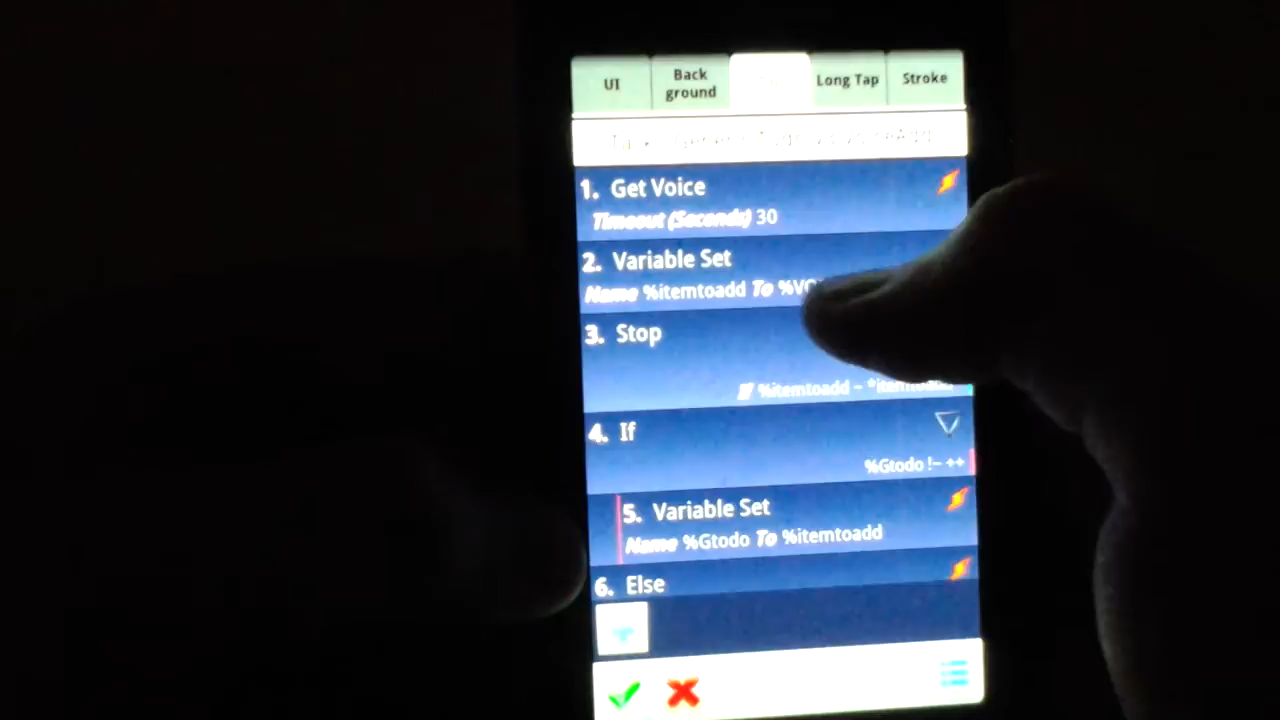 UI
Back
ground
Long Tap
Stroke
1. Get Voice
Timeout (Seconds) 30
2. Variable Set
Name %itemtoadd To
3. Stop
If %itemtoadd ~
4. If
%Gtodo !~ ++
5. Variable Set
Name %Gtodo To %itemtoadd
6. Else